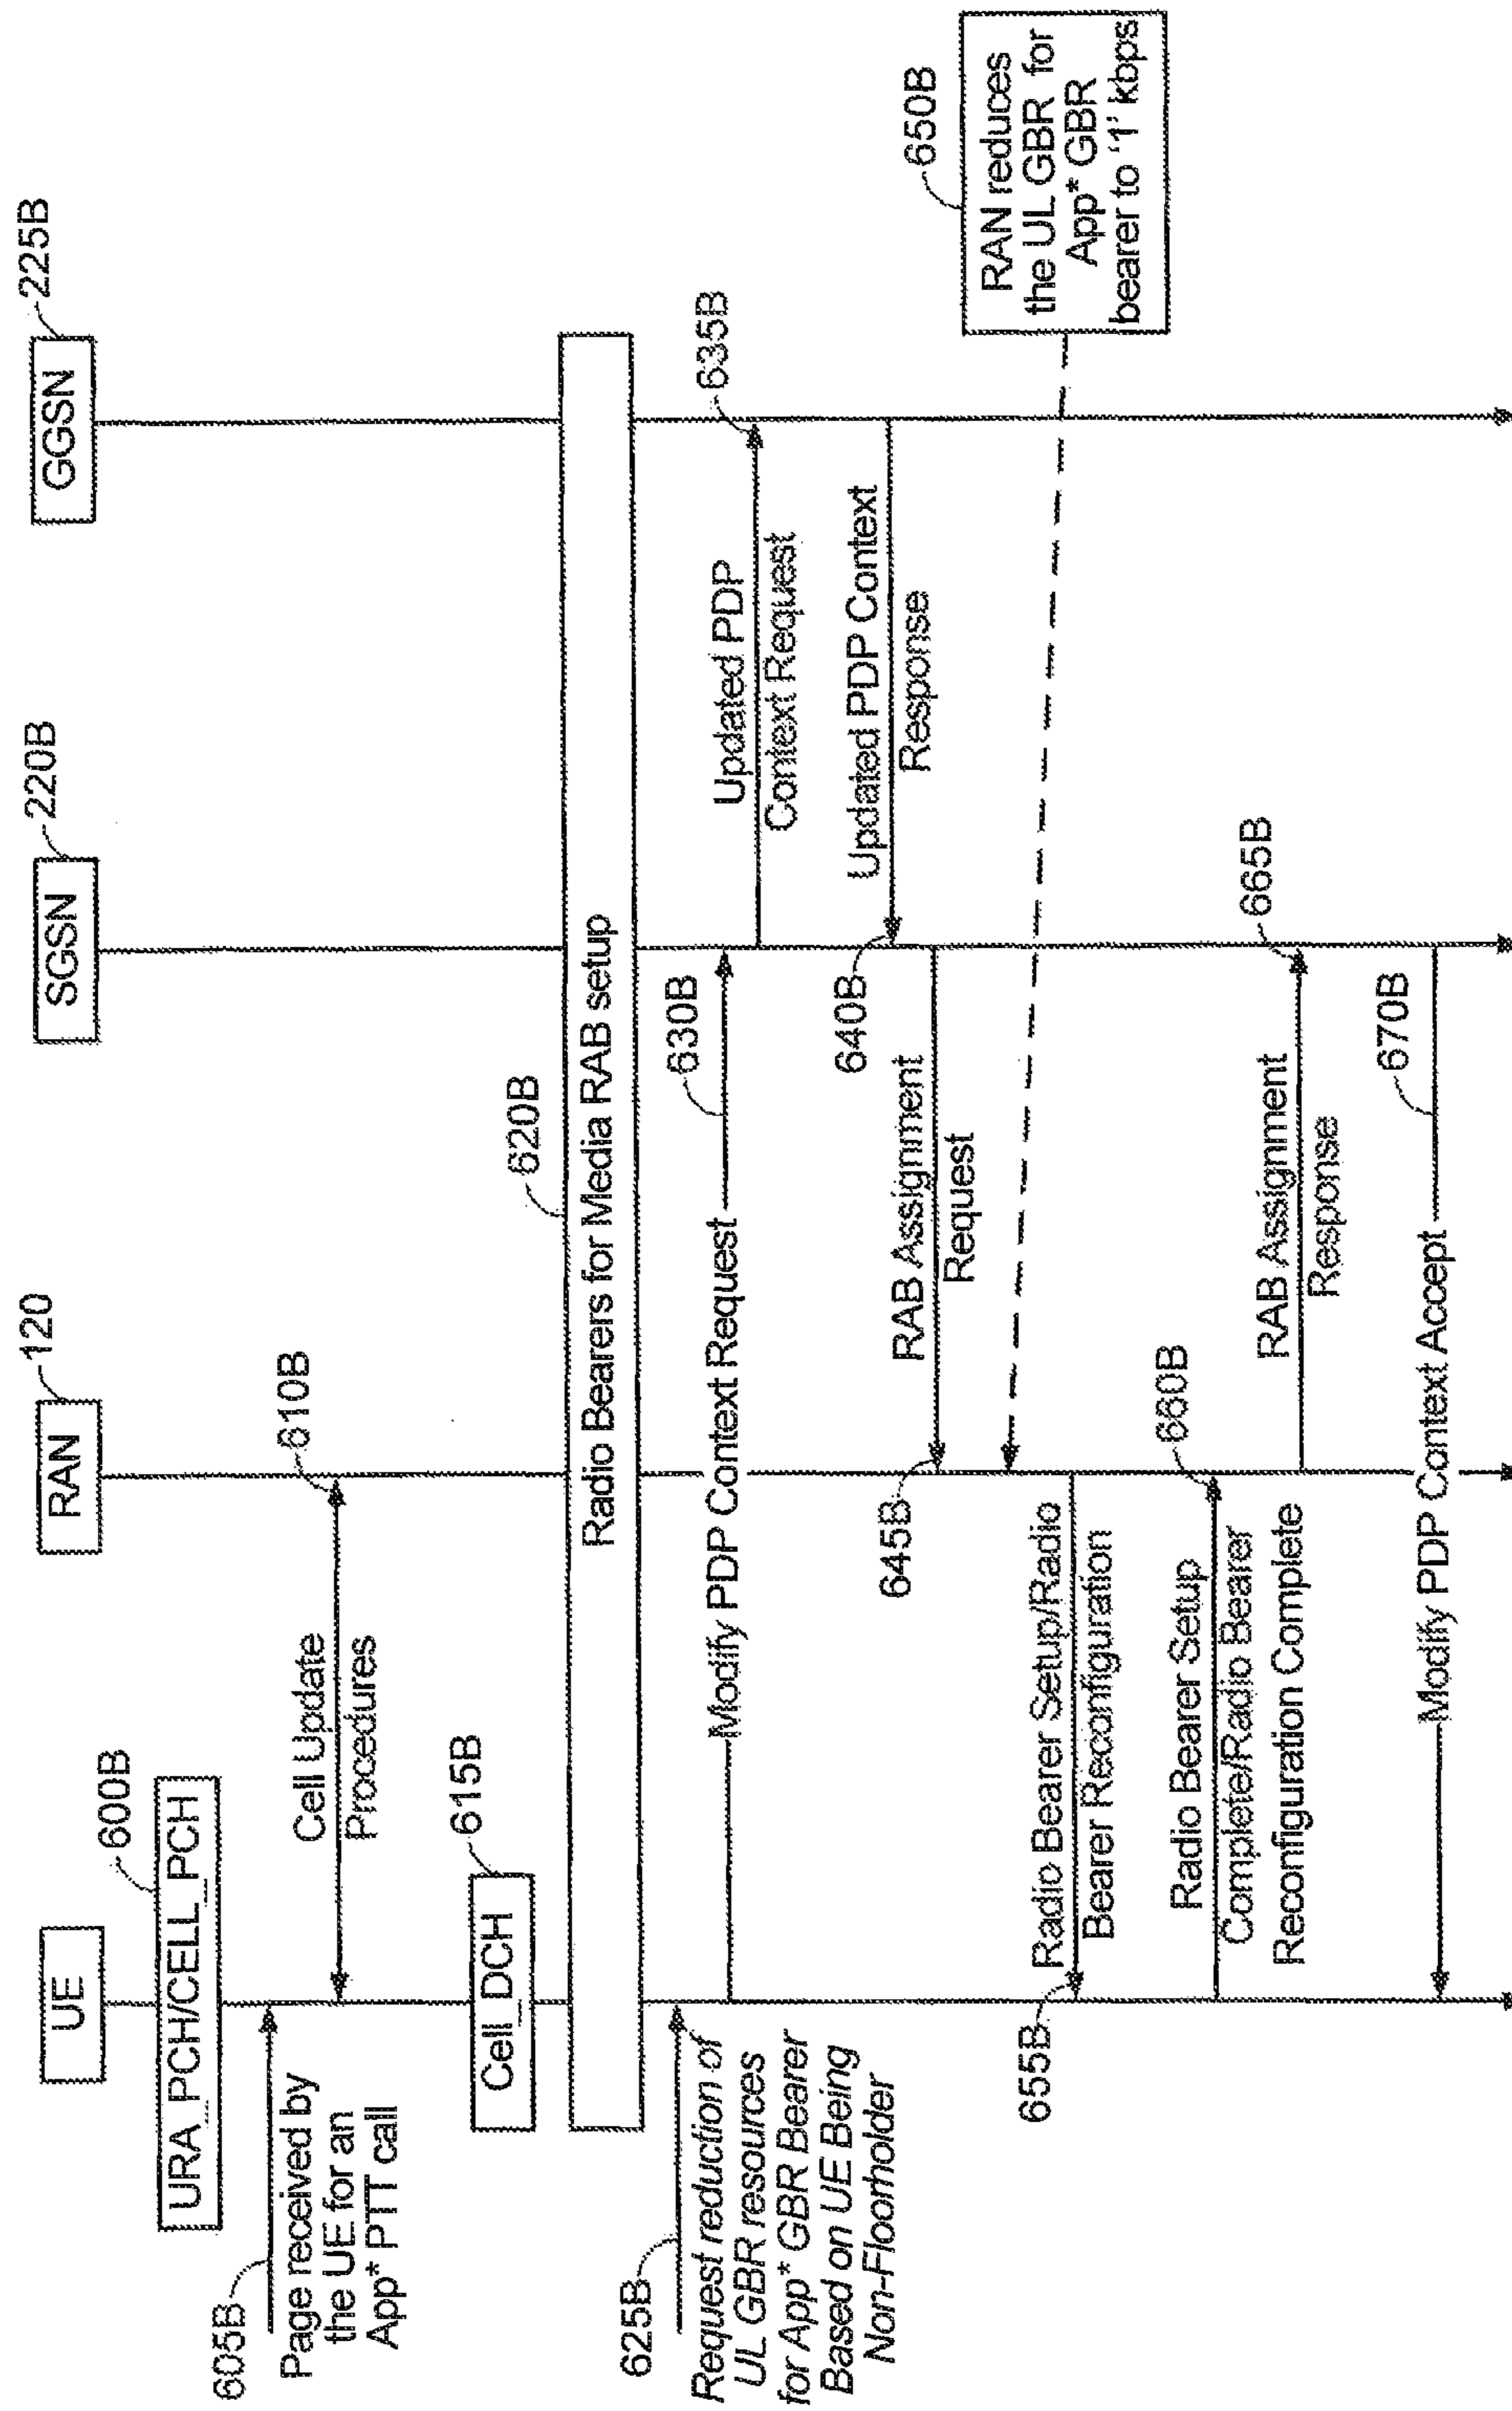 UE
RAN
120
SGSN
220B
GGSN
225B
URA_PCH/CELL_PCH
600B
605B
Page received by
the UE for an
App* PTT call
610B
Cell Update
Procedures
Cell_DCH
615B
620B
Radio Bearers for Media RAB setup
625B
Request reduction of
UL GBR resources
for App* GBR Bearer
Based on UE Being
Non-Floorholder
Modify PDP Context Request
630B
Updated PDP
Context Request
635B
Updated PDP Context
Response
640B
RAB Assignment
Request
645B
650B
RAN reduces
the UL GBR for
App* GBR
bearer to '1' kbps
Radio Bearer Setup/Radio
Bearer Reconfiguration
655B
Radio Bearer Setup
Complete/Radio Bearer
Reconfiguration Complete
660B
RAB Assignment
Response
665B
Modify PDP Context Accept
670B